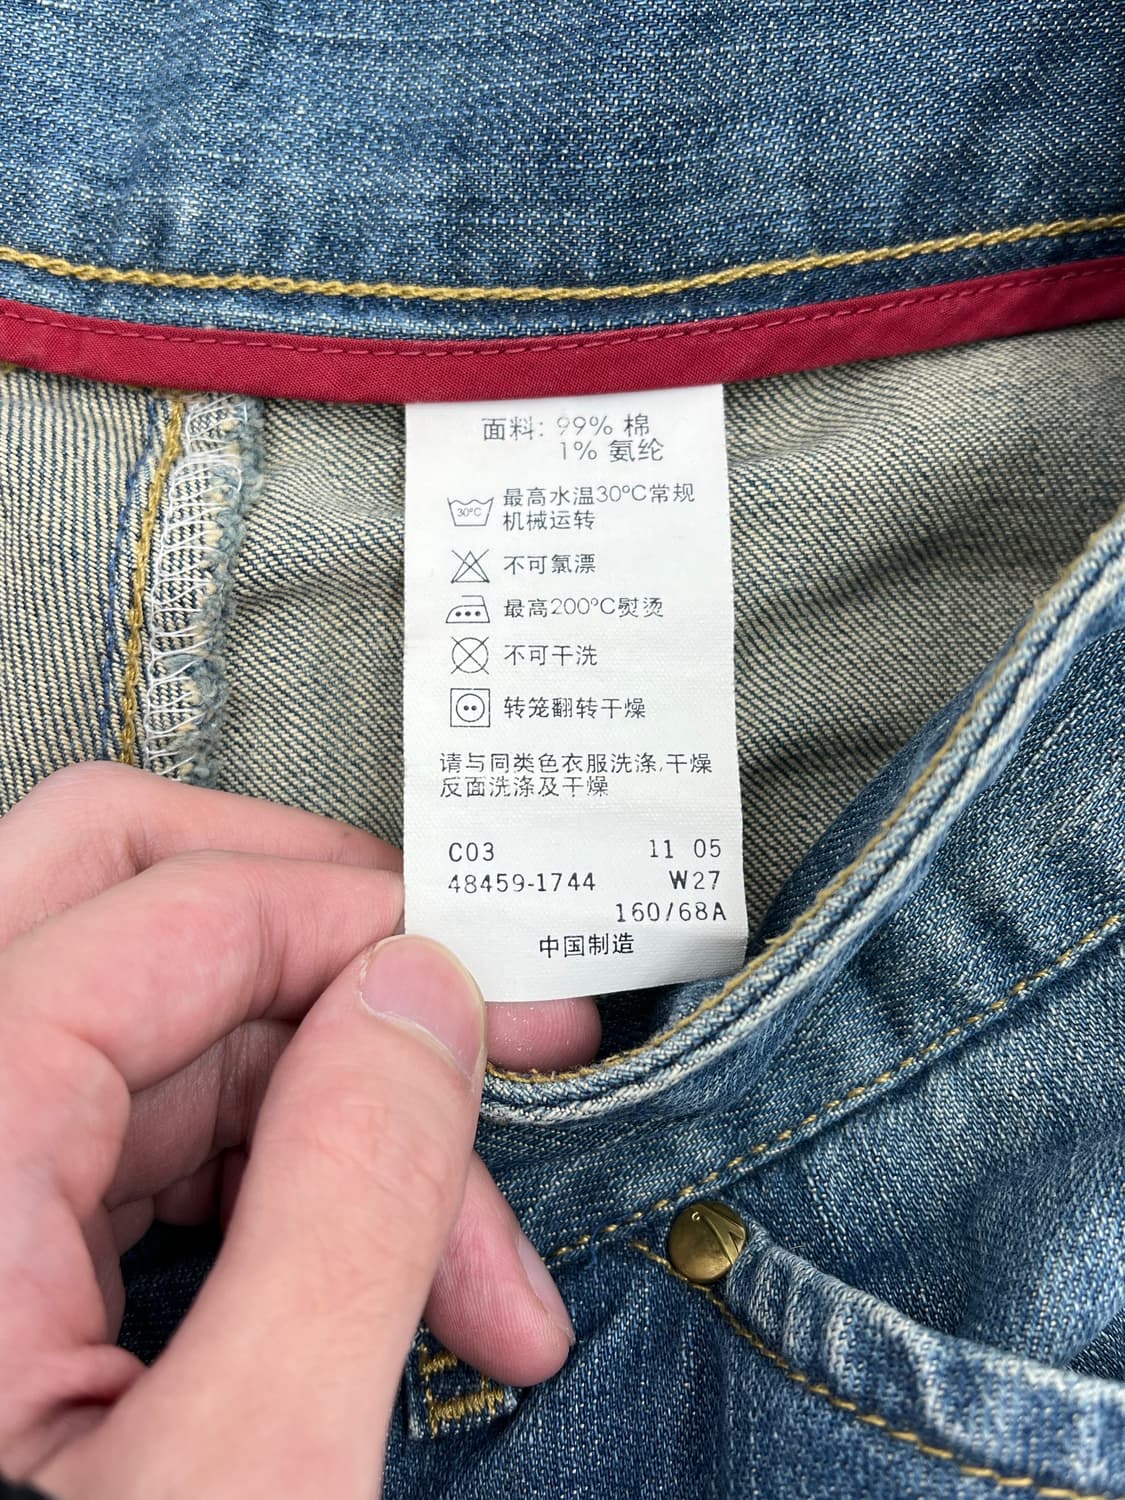 面料: 99% 棉
1% 氨纶
30°C
最高水温30°C常规
机械运转
不可氯漂
最高200°C熨烫
不可干洗
转笼翻转干燥
请与同类色衣服洗涤,干燥
反面洗涤及干燥
C03 11 05
48459-1744 W27
160/68A
中国制造